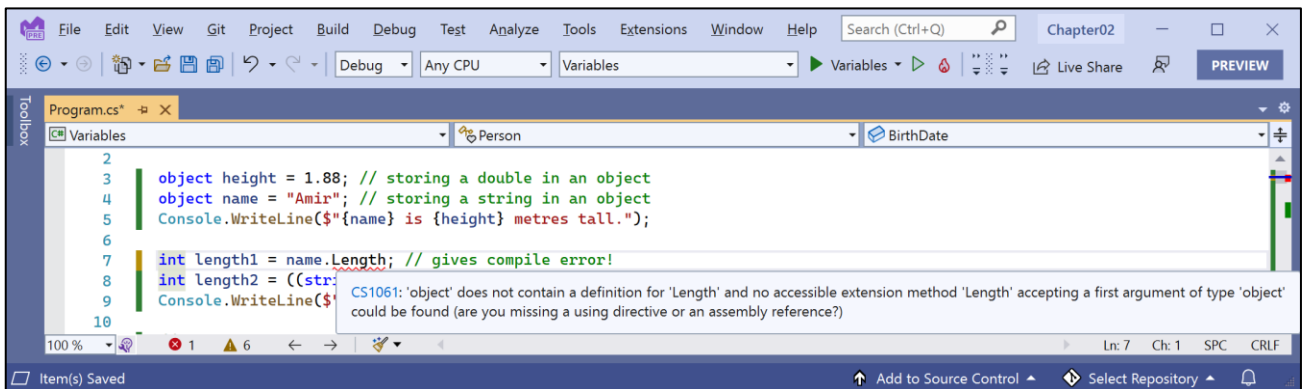 PRE File Edit View Git Project Build Debug Test Analyze Tools Extensions Window Help Search (Ctrl+Q) Chapter02
Debug Any CPU Variables Variables Live Share PREVIEW
Toolbox
Program.cs*
C# Variables Person BirthDate
2
3 object height = 1.88; // storing a double in an object
4 object name = "Amir"; // storing a string in an object
5 Console.WriteLine($"{name} is {height} metres tall.");
6
7 int length1 = name.Length; // gives compile error!
8 int length2 = ((stri
9 Console.WriteLine($"
CS1061: 'object' does not contain a definition for 'Length' and no accessible extension method 'Length' accepting a first argument of type 'object'
could be found (are you missing a using directive or an assembly reference?)
10
100 % 1 6 Ln: 7 Ch: 1 SPC CRLF
Item(s) Saved Add to Source Control Select Repository